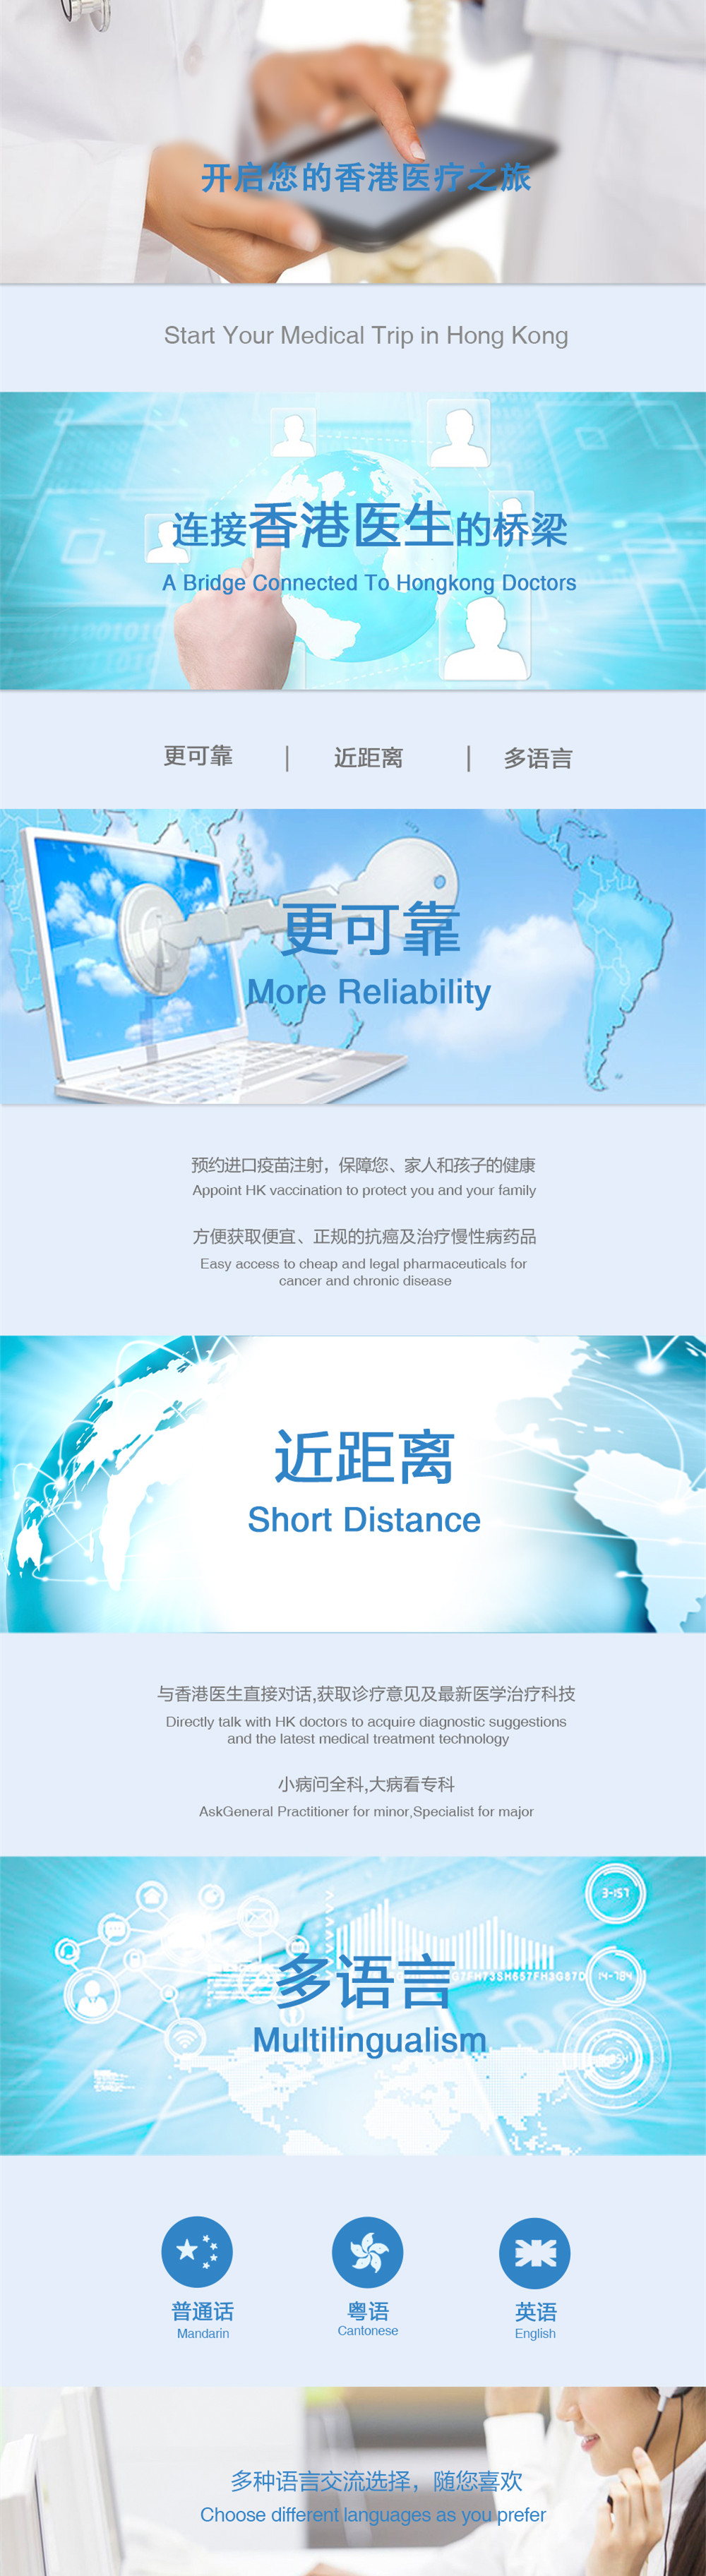 开启您的香港医疗之旅
Start Your Medical Trip in Hong Kong
连接香港医生的桥梁
A Bridge Connected To Hongkong Doctors
更可靠 | 近距离 | 多语言
更可靠
More Reliability
预约进口疫苗注射，保障您、家人和孩子的健康
Appoint HK vaccination to protect you and your family
方便获取便宜、正规的抗癌及治疗慢性病药品
Easy access to cheap and legal pharmaceuticals for
cancer and chronic disease
近距离
Short Distance
与香港医生直接对话,获取诊疗意见及最新医学治疗科技
Directly talk with HK doctors to acquire diagnostic suggestions
and the latest medical treatment technology
小病问全科,大病看专科
AskGeneral Practitioner for minor,Specialist for major
3-157
14-784
多语言
Multilingualism
普通话 粤语 英语
Mandarin Cantonese English
多种语言交流选择，随您喜欢
Choose different languages as you prefer